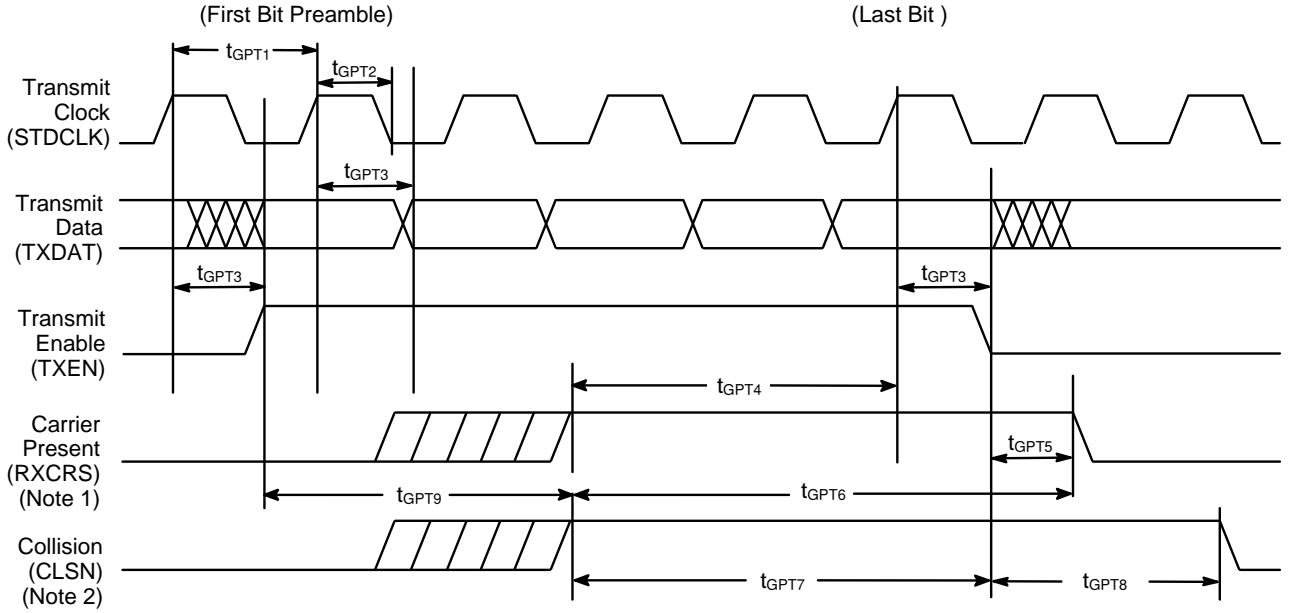 (First Bit Preamble)
(Last Bit )
tGPT1
tGPT2
Transmit
Clock
(STDCLK)
tGPT3
Transmit
Data
(TXDAT)
tGPT3
tGPT3
Transmit
Enable
(TXEN)
tGPT4
Carrier
Present
(RXCRS)
(Note 1)
tGPT5
tGPT9
tGPT6
Collision
(CLSN)
(Note 2)
tGPT7
tGPT8